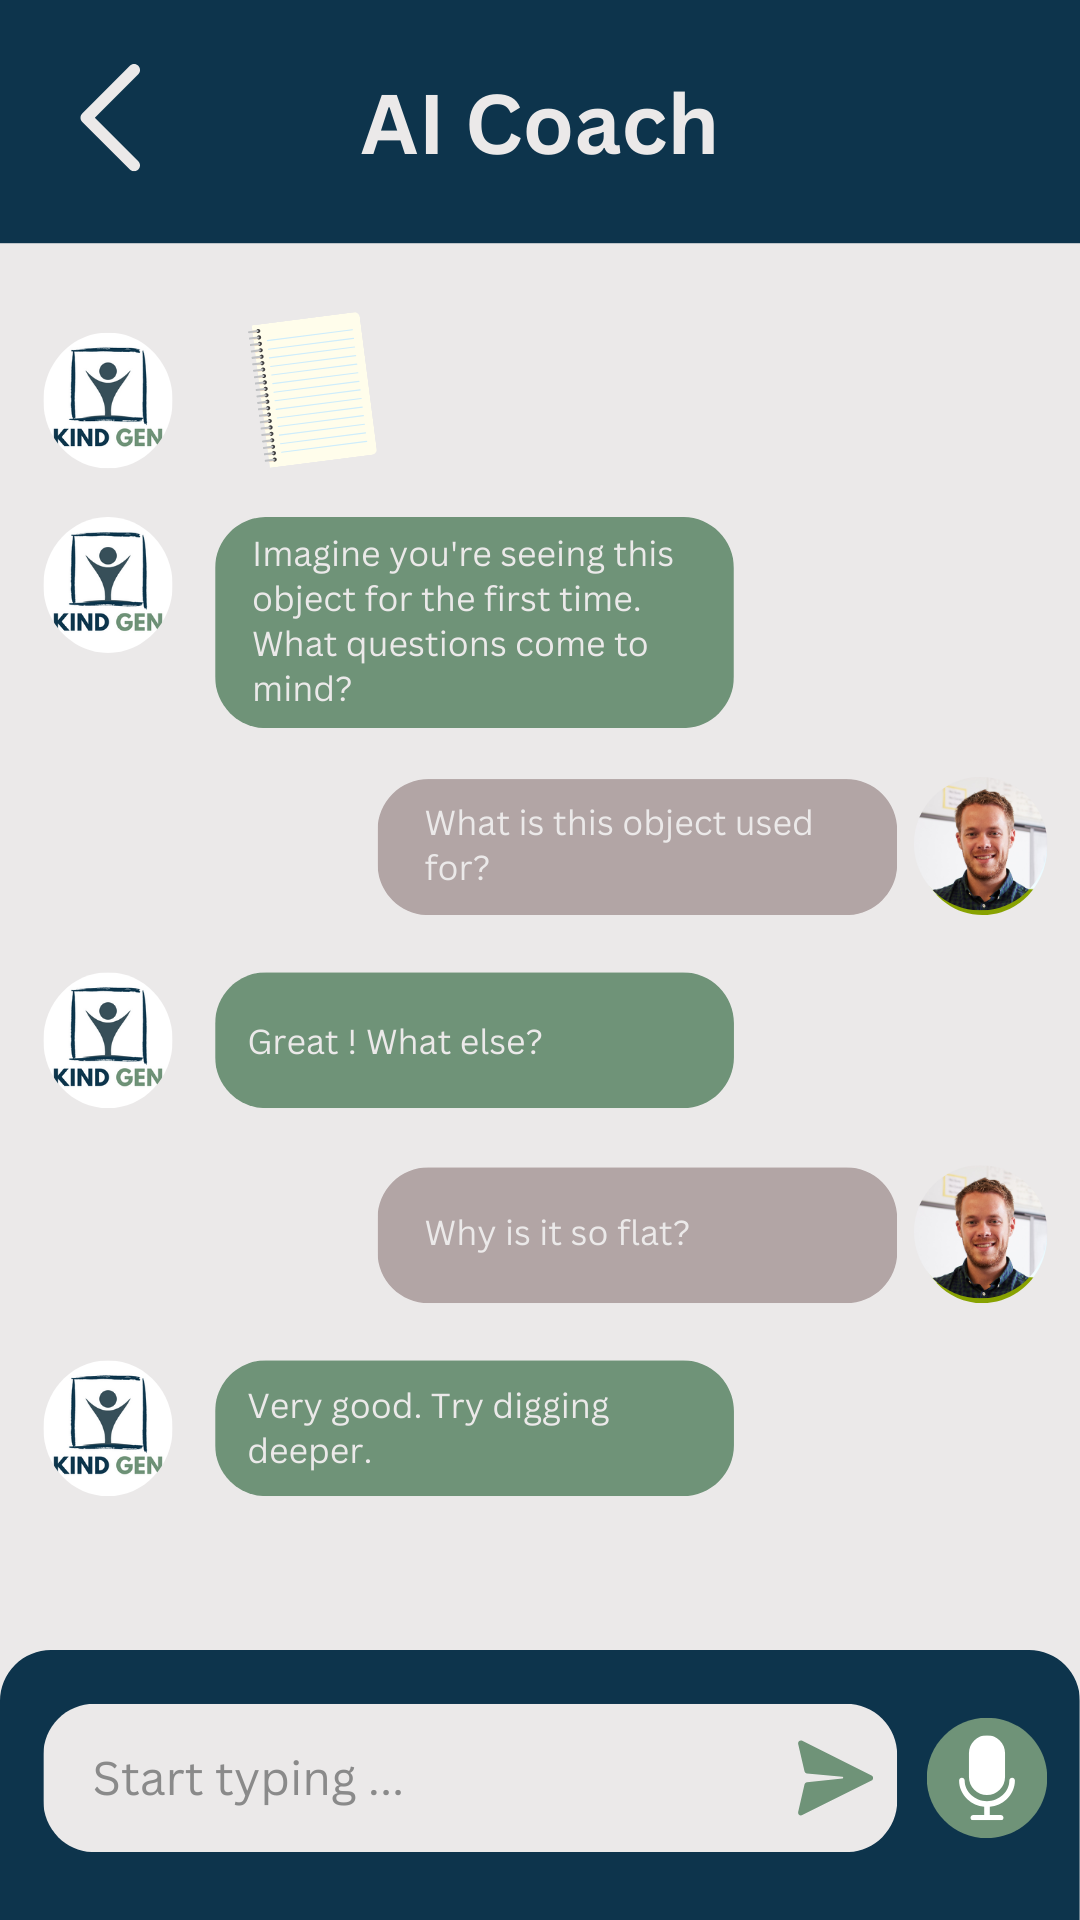 AI Coach
KIND GEN
Imagine you're seeing this
object for the first time.
What questions come to
mind?
KIND GEN
What is this object used
for?
Great ! What else?
KIND GEN
Why is it so flat?
Very good. Try digging
deeper.
KIND GEN
Start typing ...